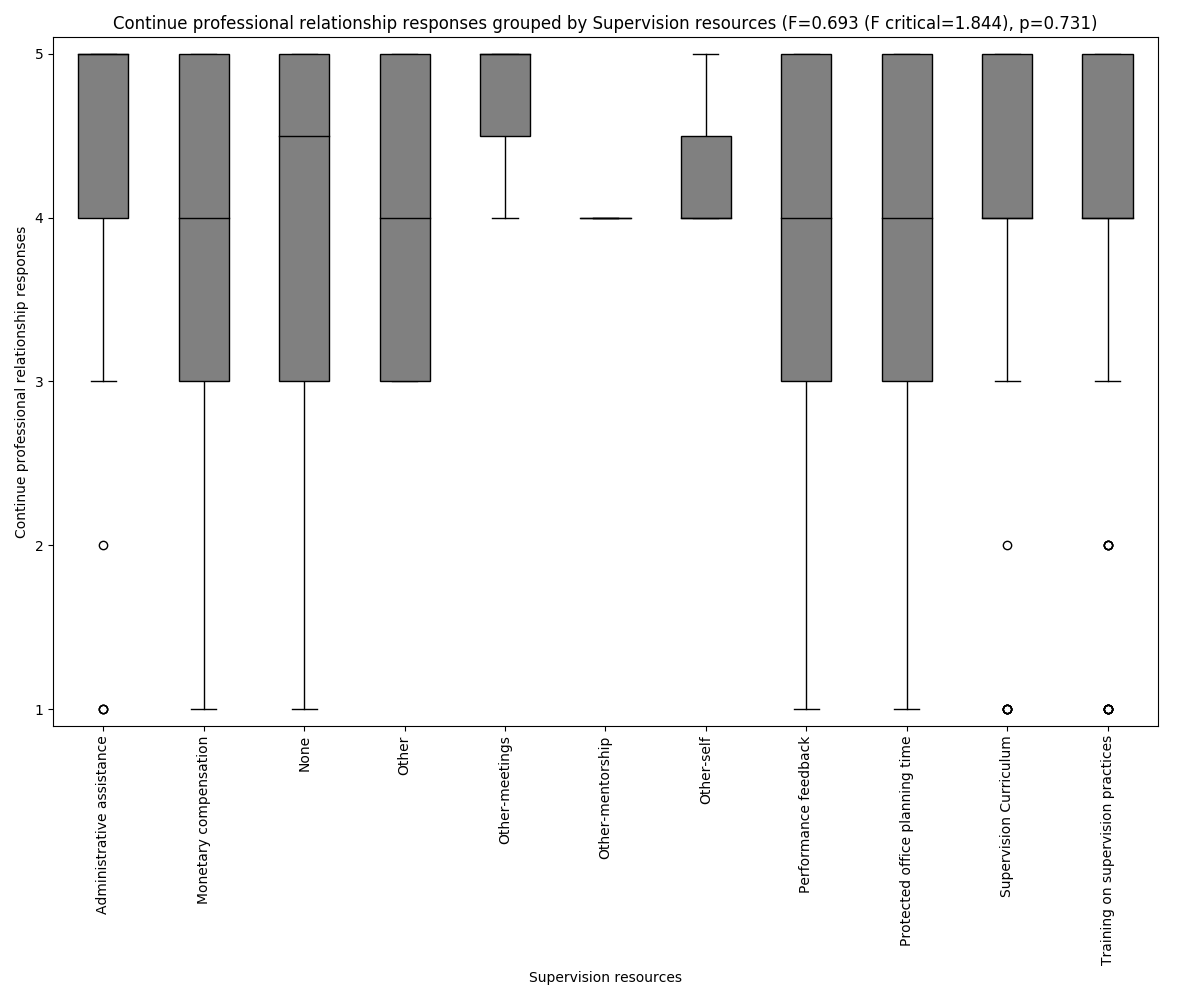 Continue professional relationship responses grouped by Supervision resources (F=0.693 (F critical=1.844), p=0.731)
Continue professional relationship responses
5
4
3
2
1
Administrative assistance
Monetary compensation
None
Other
Other-meetings
Other-mentorship
Other-self
Performance feedback
Protected office planning time
Supervision Curriculum
Training on supervision practices
Supervision resources